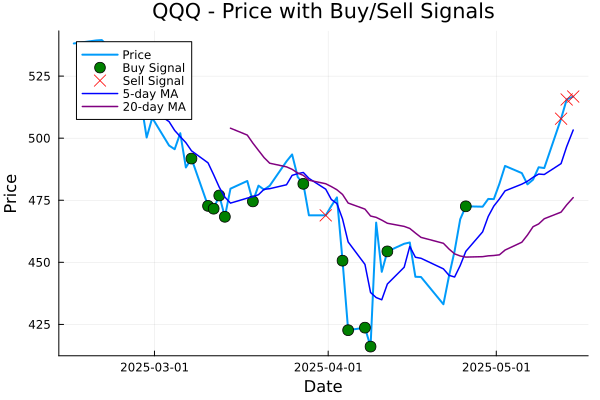 QQQ - Price with Buy/Sell Signals
Price
Buy Signal
Sell Signal
5-day MA
20-day MA
525
500
475
450
425
Price
2025-03-01
2025-04-01
2025-05-01
Date